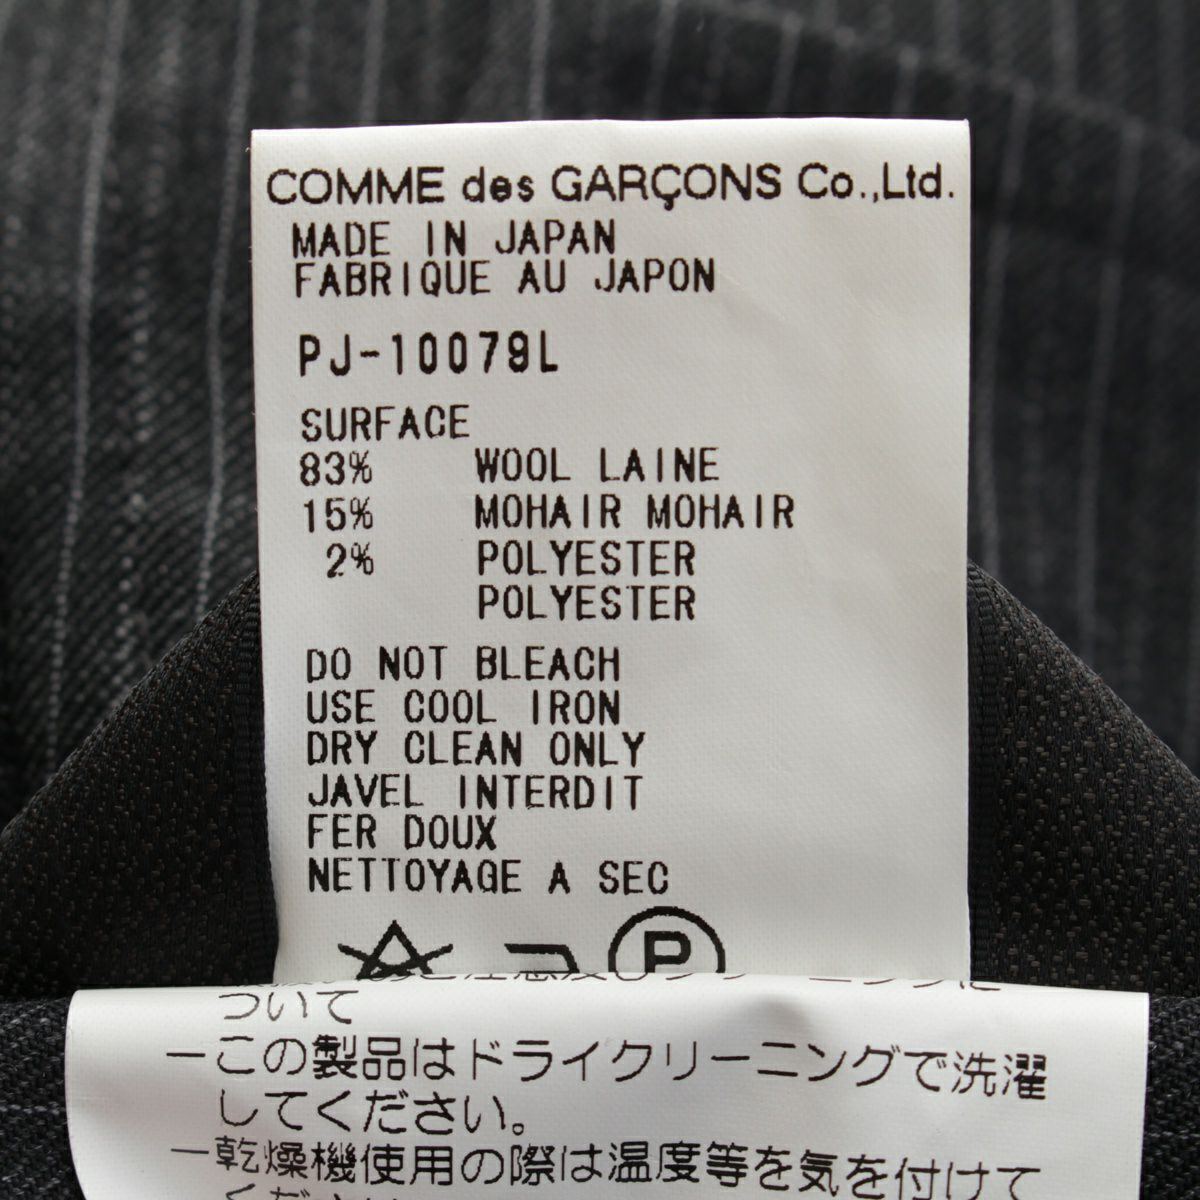 COMME des GARÇONS Co.,Ltd.
MADE IN JAPAN
FABRIQUE AU JAPON
PJ-10079L
SURFACE
83% WOOL LAINE
15% MOHAIR MOHAIR
2% POLYESTER
POLYESTER
DO NOT BLEACH
USE COOL IRON
DRY CLEAN ONLY
JAVEL INTERDIT
FER DOUX
NETTOYAGE A SEC
P
ついて
ーこの製品はドライクリーニングで洗濯
してください。
ー乾燥機使用の際は温度等を気を付けて